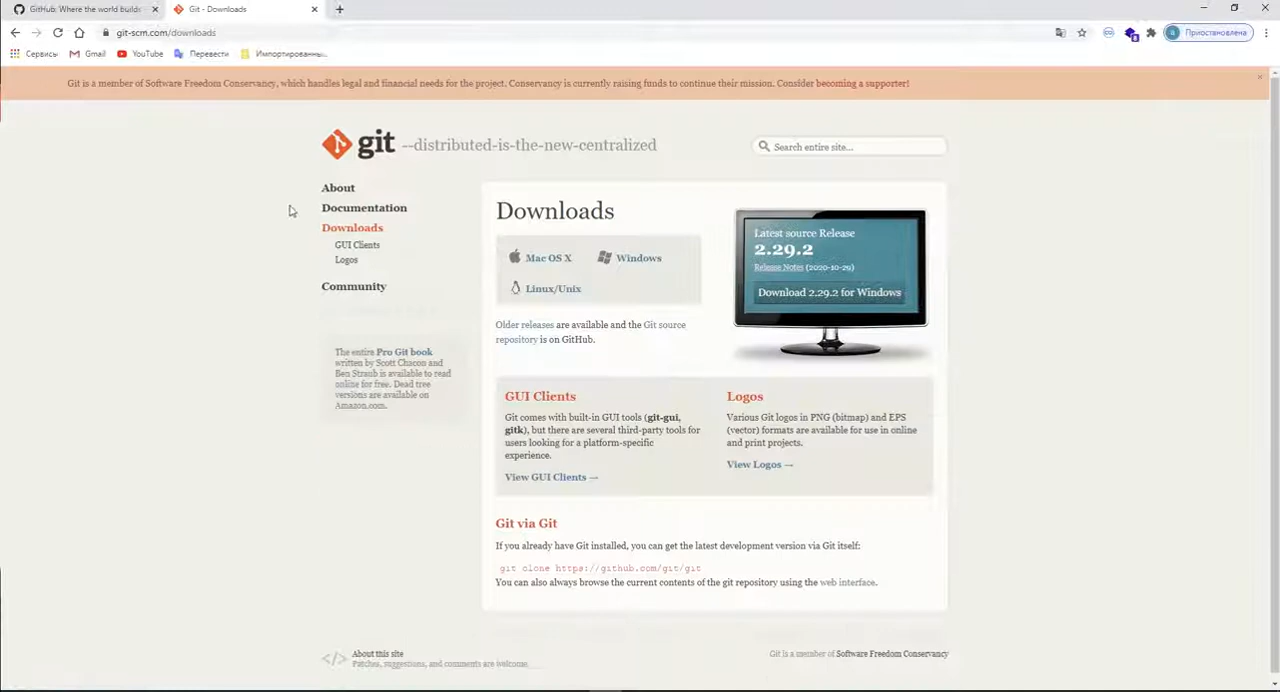 GitHub: Where the world builds
Git - Downloads
git-scm.com/downloads
Приостановлена
Сервисы
Gmail
YouTube
Перевести
Импортированны...
Git is a member of Software Freedom Conservancy, which handles legal and financial needs for the project. Conservancy is currently raising funds to continue their mission. Consider becoming a supporter!
git --distributed-is-the-new-centralized
Search entire site...
About
Documentation
Downloads
GUI Clients
Logos
Community
The entire Pro Git book
written by Scott Chacon and
Ben Straub is available to read
online for free. Dead tree
versions are available on
Amazon.com.
Downloads
Mac OS X
Windows
Linux/Unix
Older releases are available and the Git source
repository is on GitHub.
Latest source Release
2.29.2
Release Notes (2020-10-29)
Download 2.29.2 for Windows
GUI Clients
Git comes with built-in GUI tools (git-gui,
gitk), but there are several third-party tools for
users looking for a platform-specific
experience.
View GUI Clients →
Logos
Various Git logos in PNG (bitmap) and EPS
(vector) formats are available for use in online
and print projects.
View Logos →
Git via Git
If you already have Git installed, you can get the latest development version via Git itself:
git clone https://github.com/git/git
You can also always browse the current contents of the git repository using the web interface.
</> About this site
Patches, suggestions, and comments are welcome.
Git is a member of Software Freedom Conservancy